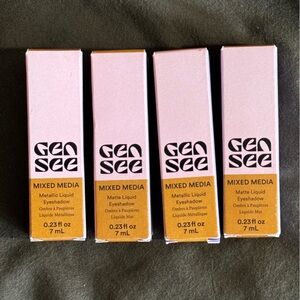 GEN
SEE
MIXED MEDIA
Metallic Liquid
Eyeshadow
Ombre à Paupières
Liquide Métallique
0.23 fl oz
7 mL
GEN
SEE
MIXED MEDIA
Matte Liquid
Eyeshadow
Ombre à Paupières
Liquide Mat
0.23 fl oz
7 mL
GEN
SEE
MIXED MEDIA
Metallic Liquid
Eyeshadow
Ombre à Paupières
Liquide Métallique
0.23 fl oz
7 mL
GEN
SEE
MIXED MEDIA
Matte Liquid
Eyeshadow
Ombre à Paupières
Liquide Mat
0.23 fl oz
7 mL